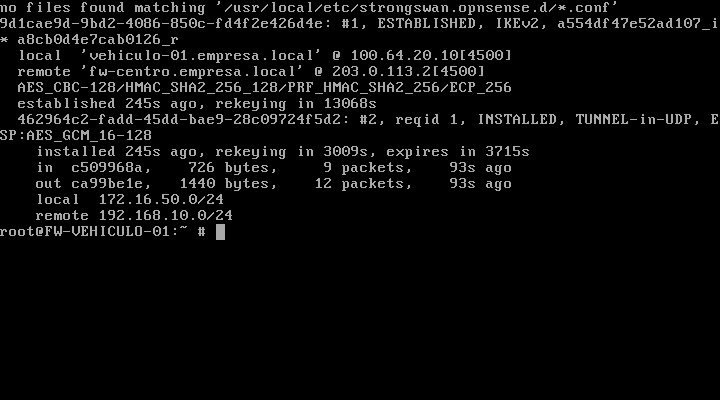 no files found matching '/usr/local/etc/strongswan.opnsense.d/*.conf'
9d1cae9d-9bd2-4086-850c-fd4f2e426d4e: #1, ESTABLISHED, IKEv2, a554df47e52ad107_i
* a8cb0d4e7cab0126_r
  local  'vehiculo-01.empresa.local' @ 100.64.20.10[4500]
  remote 'fw-centro.empresa.local' @ 203.0.113.2[4500]
  AES_CBC-128/HMAC_SHA2_256_128/PRF_HMAC_SHA2_256/ECP_256
  established 245s ago, rekeying in 13068s
  462964c2-fadd-45dd-bae9-28c09724f5d2: #2, reqid 1, INSTALLED, TUNNEL-in-UDP, E
SP:AES_GCM_16-128
    installed 245s ago, rekeying in 3009s, expires in 3715s
    in  c509968a,    726 bytes,     9 packets,    93s ago
    out ca99be1e,   1440 bytes,    12 packets,    93s ago
    local  172.16.50.0/24
    remote 192.168.10.0/24
root@FW-VEHICULO-01:~ #